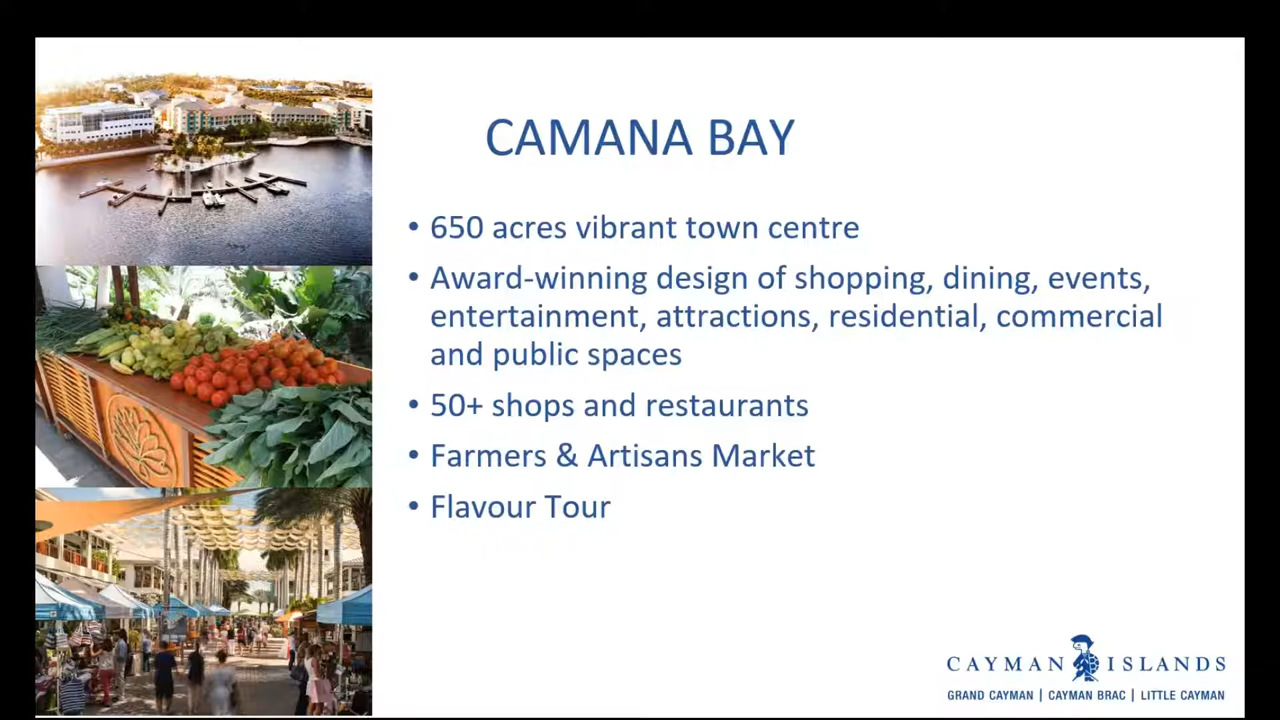 CAMANA BAY
• 650 acres vibrant town centre
• Award-winning design of shopping, dining, events,
entertainment, attractions, residential, commercial
and public spaces
• 50+ shops and restaurants
• Farmers & Artisans Market
• Flavour Tour
CAYMAN ISLANDS
GRAND CAYMAN | CAYMAN BRAC | LITTLE CAYMAN